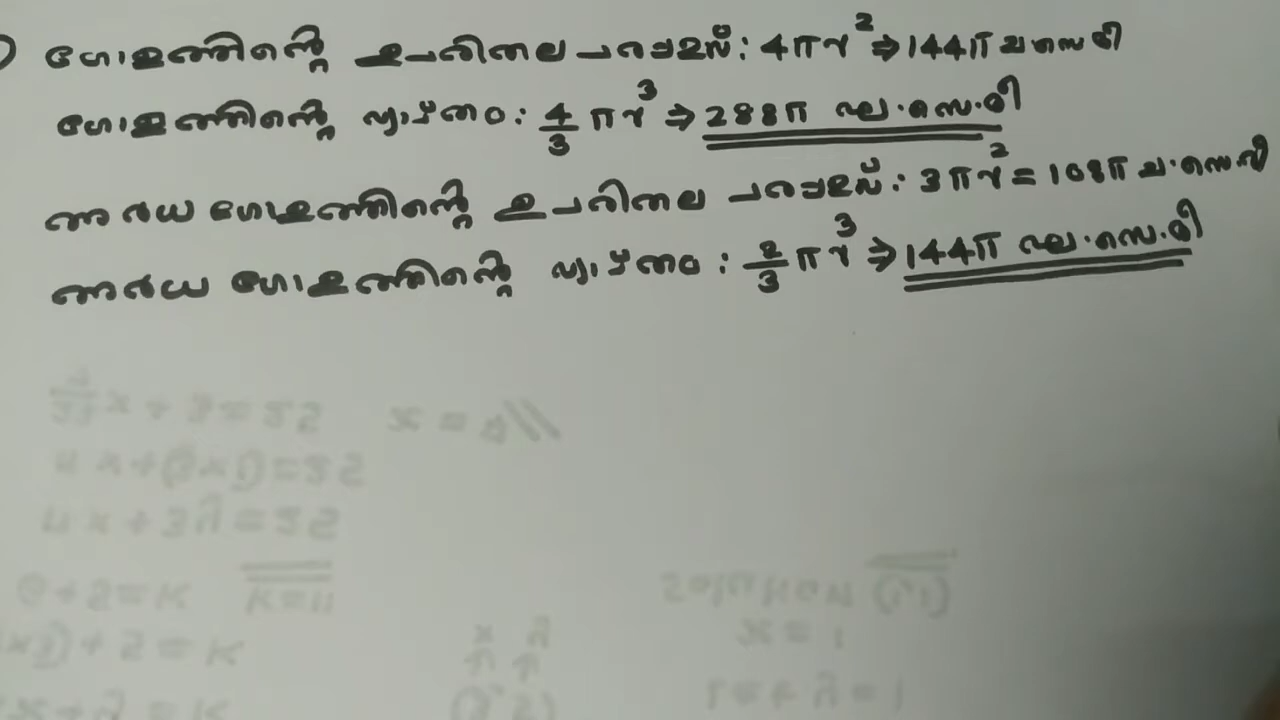 ഗോളത്തിന്റെ ഉപരിതല പരപ്പളവ്: 4πr² ⇒ 144π ച സെ മീ
ഗോളത്തിന്റെ വ്യാപ്തം: 4/3 πr³ ⇒ 288π ഘ.സെ.മീ
അർധ ഗോളത്തിന്റെ ഉപരിതല പരപ്പളവ്: 3πr² = 108π ച.സെ.മീ
അർധ ഗോളത്തിന്റെ വ്യാപ്തം: 2/3 πr³ ⇒ 144π ഘ.സെ.മീ